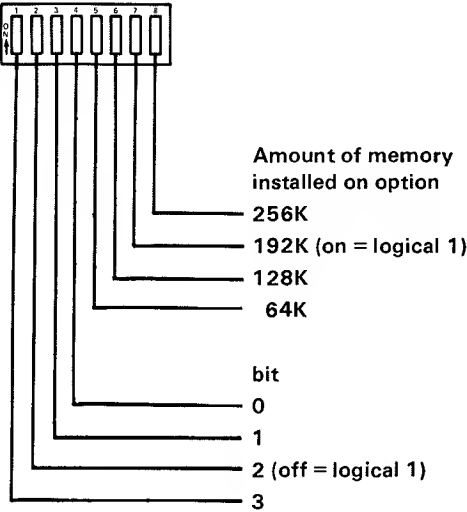 1 2 3 4 5 6 7 8
ON
Amount of memory
installed on option
256K
192K (on = logical 1)
128K
64K
bit
0
1
2 (off = logical 1)
3